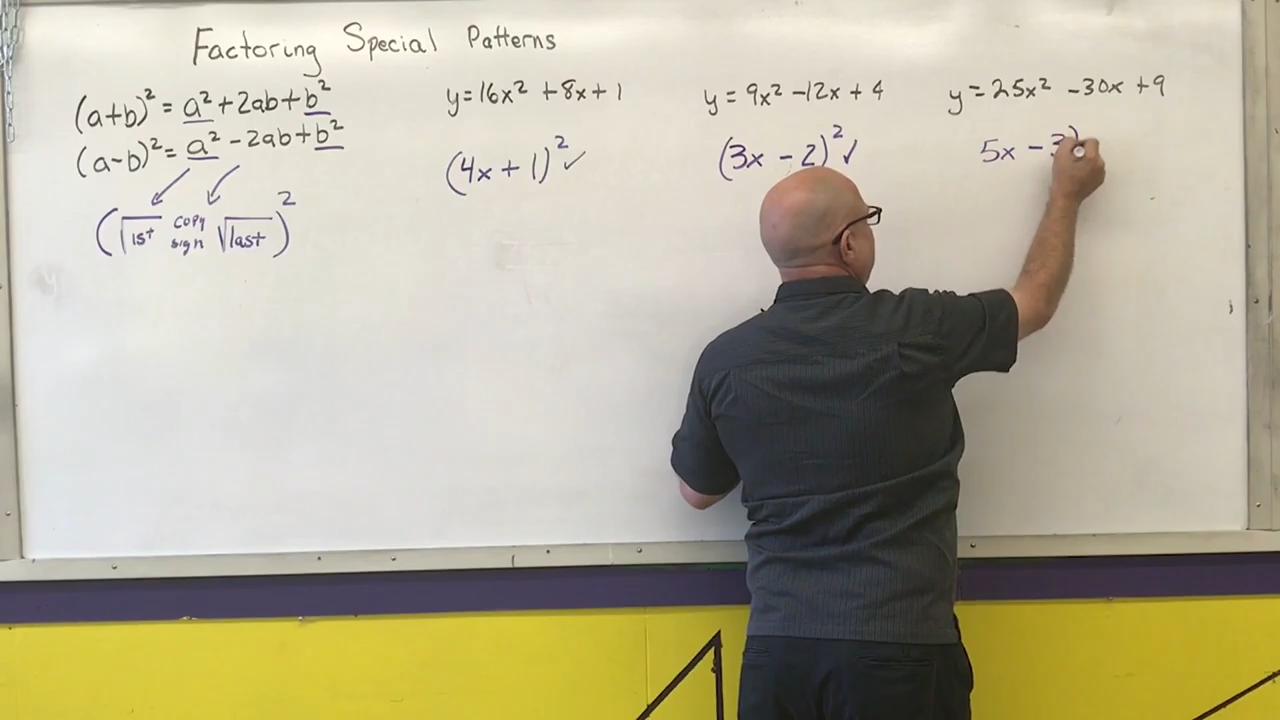 Factoring Special Patterns
(a+b)² = a² + 2ab + b²
(a-b)² = a² - 2ab + b²
(√1st copy sign √last)²
y = 16x² + 8x + 1
(4x + 1)² ✓
y = 9x² - 12x + 4
(3x - 2)² ✓
y = 25x² - 30x + 9
5x - 3)